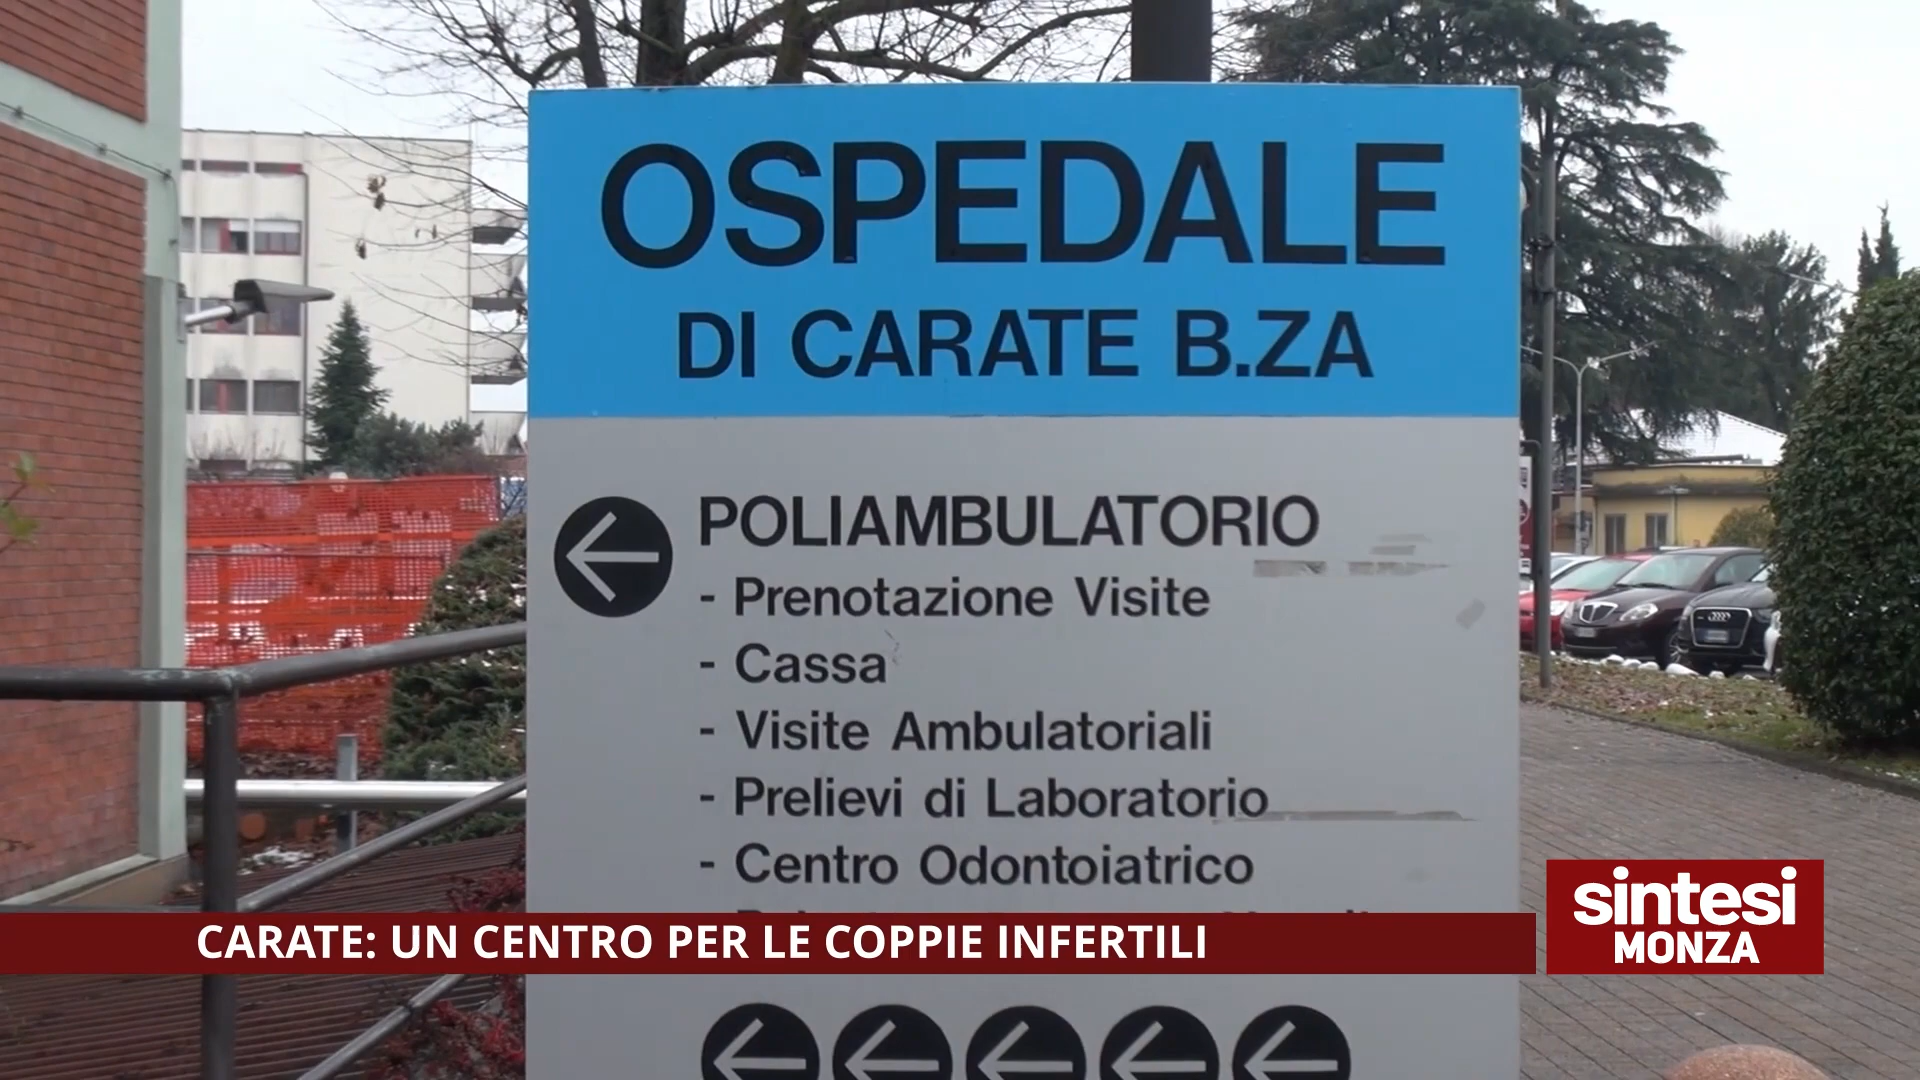 OSPEDALE
DI CARATE B.ZA
POLIAMBULATORIO
- Prenotazione Visite
- Cassa
- Visite Ambulatoriali
- Prelievi di Laboratorio
- Centro Odontoiatrico
CARATE: UN CENTRO PER LE COPPIE INFERTILI
sintesi
MONZA